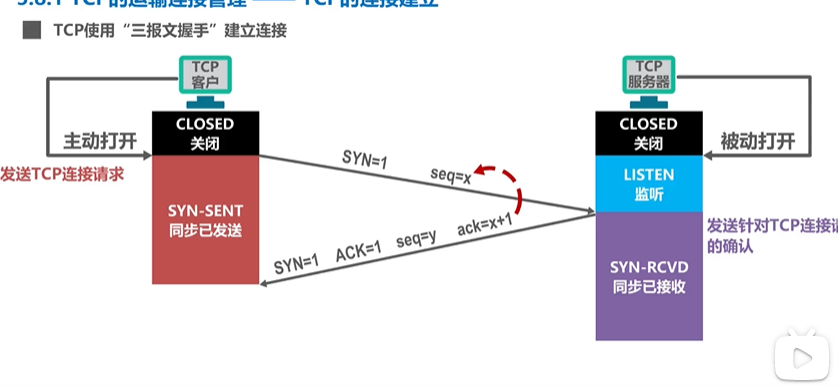 5.8.1 TCP的运输连接管理 —— TCP的连接建立
TCP使用“三报文握手”建立连接
TCP
客户
TCP
服务器
CLOSED
关闭
CLOSED
关闭
主动打开
被动打开
发送TCP连接请求
SYN=1 seq=x
LISTEN
监听
SYN-SENT
同步已发送
SYN=1 ACK=1 seq=y ack=x+1
发送针对TCP连接请
的确认
SYN-RCVD
同步已接收